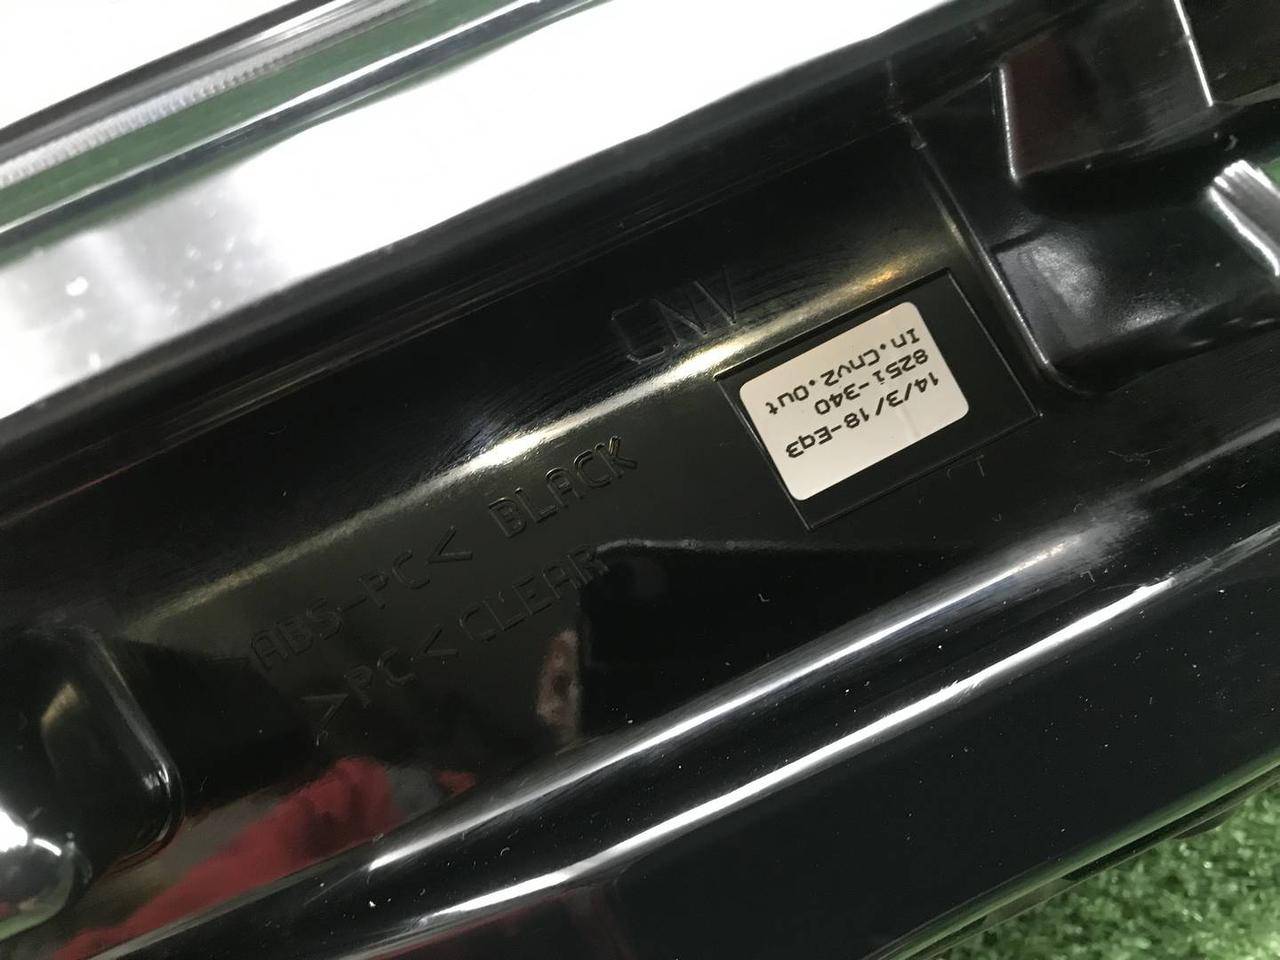 CNV
14/3/18-Eq3
8251-340
In.Cnv2.Out
>ABS-PC< BLACK
>PC< CLEAR